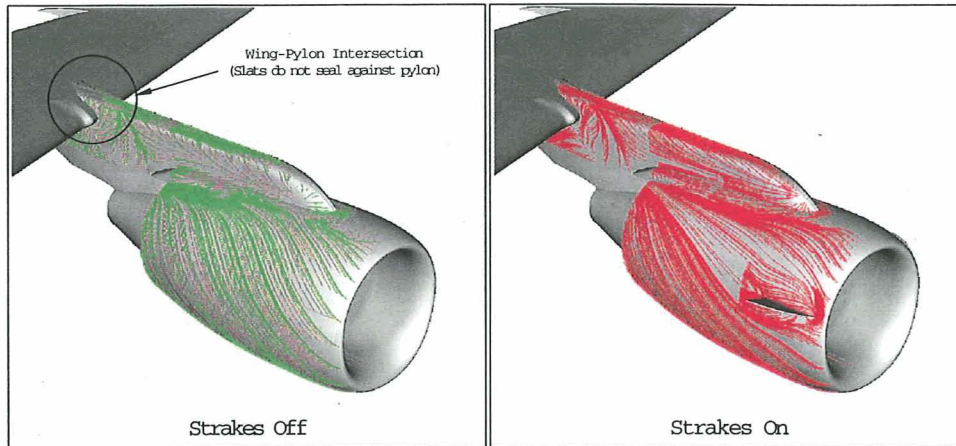 Wing-Pylon Intersection
(Slats do not seal against pylon)
Strakes Off
Strakes On